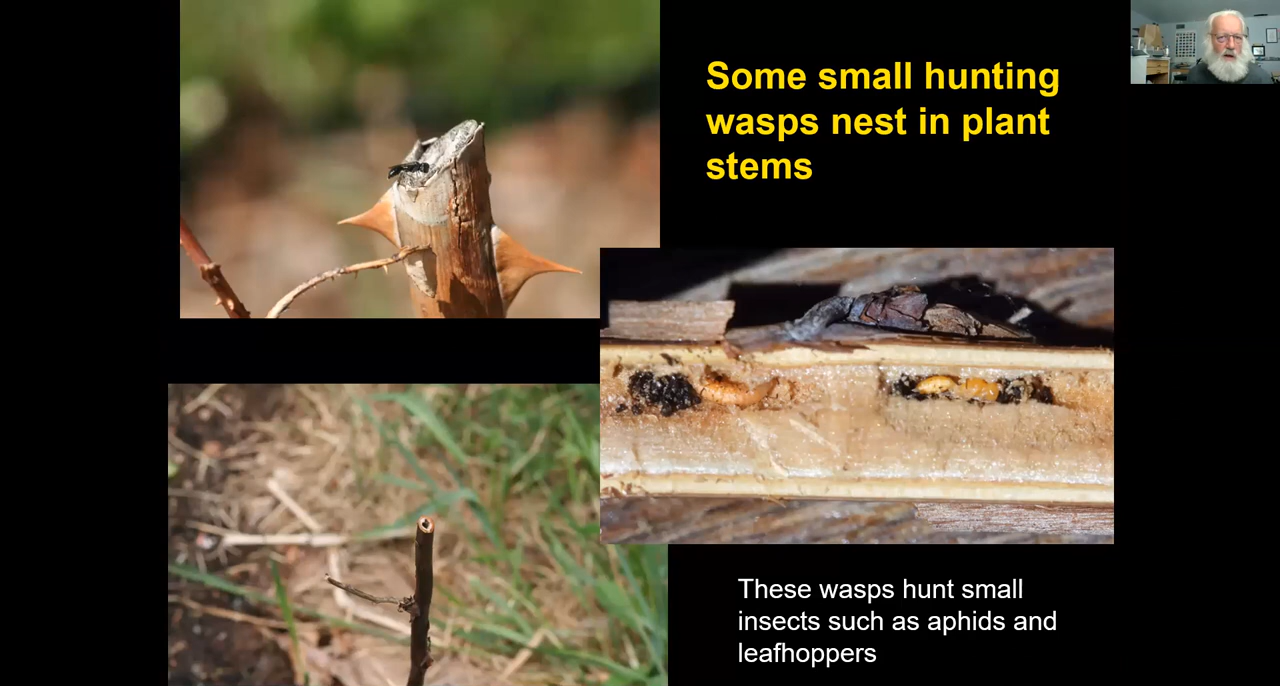 Some small hunting
wasps nest in plant
stems
These wasps hunt small
insects such as aphids and
leafhoppers